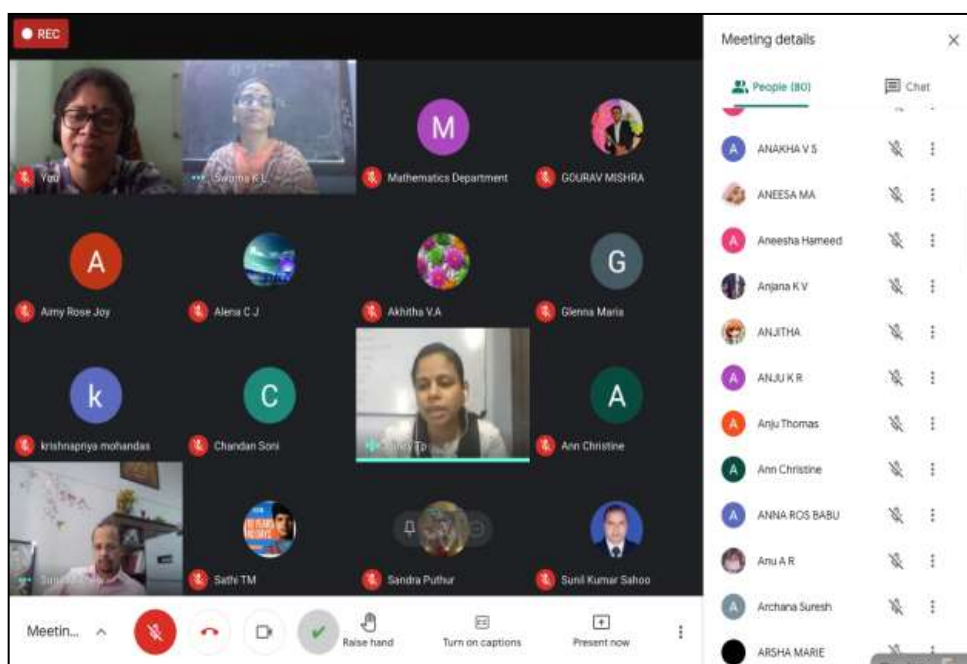 REC
You
Swarna K L
M
Mathematics Department
GOURAV MISHRA
A
Aimy Rose Joy
Alena C J
Akhitha V.A
G
Glenna Maria
k
krishnapriya mohandas
C
Chandan Soni
Tp
A
Ann Christine
Sathi TM
Sandra Puthur
Sunil Kumar Sahoo
Meetin...
Raise hand
Turn on captions
Present now
Meeting details
People (80)
Chat
A ANAKHA V S
ANEESA MA
A Aneesha Hameed
Anjana K V
ANJITHA
A ANJU K R
A Anju Thomas
A Ann Christine
A ANNA ROS BABU
Anu A R
A Archana Suresh
ARSHA MARIE